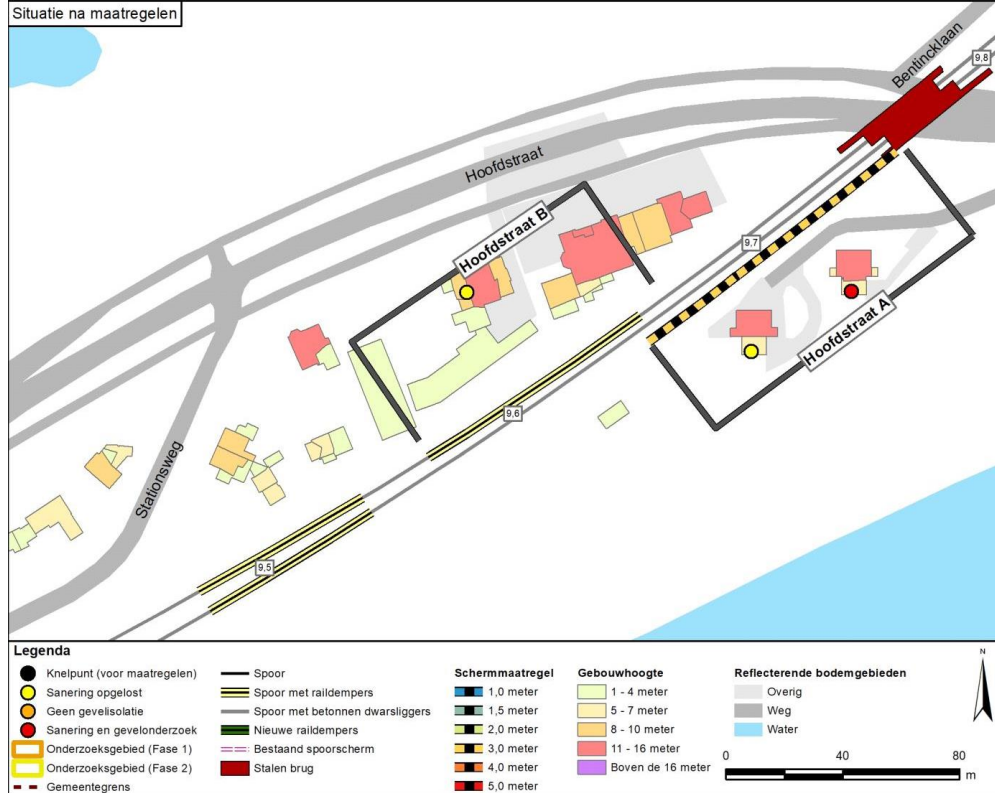 Situatie na maatregelen
Bentincklaan
9,8
Hoofdstraat
Hoofdstraat B
9,7
Hoofdstraat A
9,6
Stationsweg
9,5
Legenda
Knelpunt (voor maatregelen)
Sanering opgelost
Geen gevelisolatie
Sanering en gevelonderzoek
Onderzoeksgebied (Fase 1)
Onderzoeksgebied (Fase 2)
Gemeentegrens
Spoor
Spoor met raildempers
Spoor met betonnen dwarsliggers
Nieuwe raildempers
Bestaand spoorscherm
Stalen brug
Schermmaatregel
1,0 meter
1,5 meter
2,0 meter
3,0 meter
4,0 meter
5,0 meter
Gebouwhoogte
1 - 4 meter
5 - 7 meter
8 - 10 meter
11 - 16 meter
Boven de 16 meter
Reflecterende bodemgebieden
Overig
Weg
Water
N
0 40 80
m